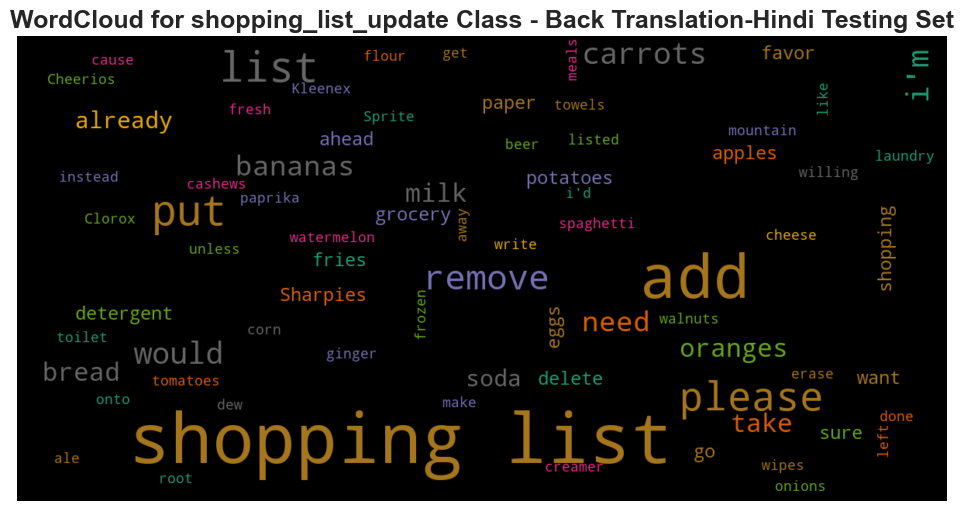 WordCloud for shopping_list_update Class - Back Translation-Hindi Testing Set
cause
list
flour
get
meals
carrots
favor
i'm
Cheerios
Kleenex
like
already
fresh
Sprite
paper
towels
ahead
beer
listed
mountain
apples
laundry
bananas
instead
cashews
paprika
milk
potatoes
i'd
willing
put
Clorox
grocery
away
spaghetti
shopping
unless
watermelon
fries
write
cheese
remove
add
Sharpies
frozen
detergent
eggs
need
walnuts
toilet
corn
would
ginger
oranges
bread
tomatoes
soda
delete
erase
want
onto
dew
make
please
take
done
left
sure
shopping list
creamer
go
ale
root
wipes
onions